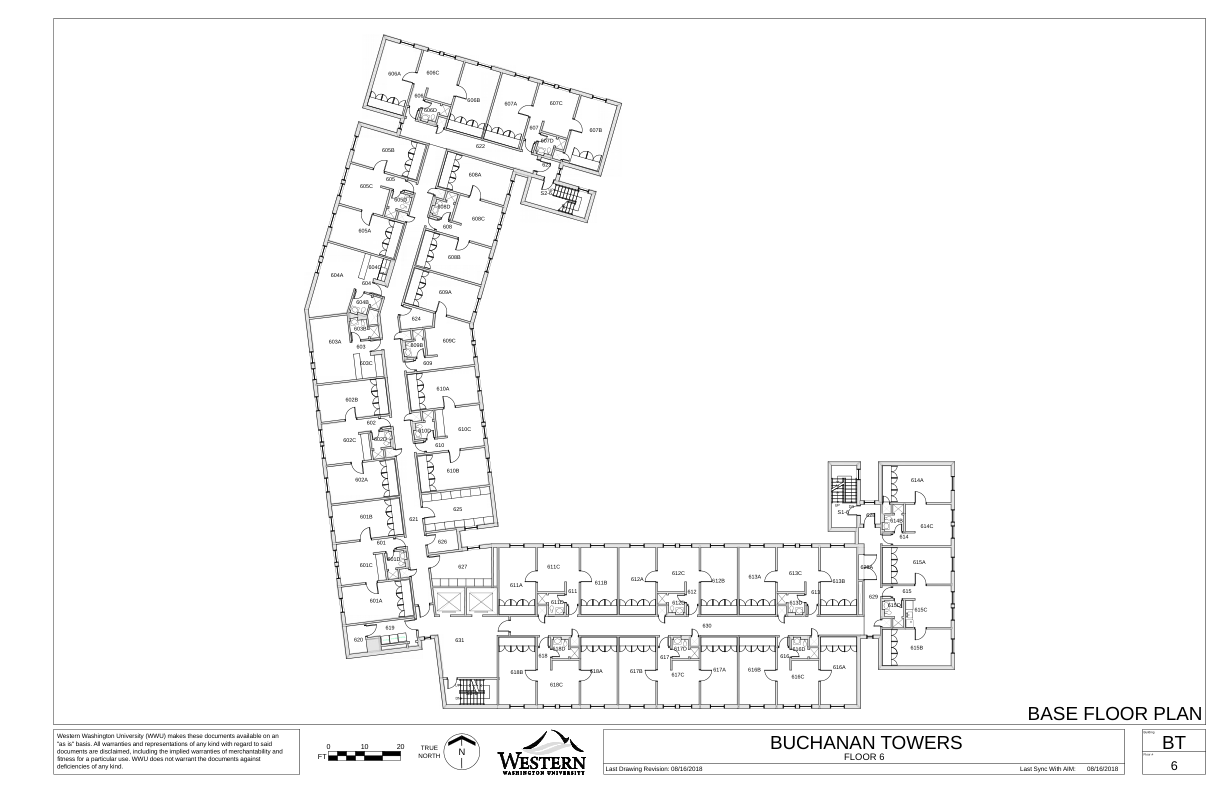 606A
606C
606
606D
606B
607A
607C
607
607D
607B
622
605B
605
605C
605D
605A
608A
608D
608C
608
608B
604A
604C
604
604B
609A
624
603B
603A
603
603C
609B
609C
609
602B
602
602C
602D
602A
610A
610D
610C
610
610B
601B
601
601C
601D
601A
621
625
626
627
619
620
631
611A
611C
611B
611
611D
612A
612C
612B
612
612D
613A
613C
613B
613
613D
630
618B
618
618D
618A
618C
617B
617
617D
617A
617C
616B
616
616D
616A
616C
614A
614B
614C
614
615A
615
615D
615C
615B
629
BASE FLOOR PLAN
Western Washington University (WWU) makes these documents available on an
"as is" basis. All warranties and representations of any kind with regard to said
documents are disclaimed, including the implied warranties of merchantability and
fitness for a particular use. WWU does not warrant the documents against
deficiencies of any kind.
0 10 20
FT
TRUE
NORTH
N
WESTERN
WASHINGTON UNIVERSITY
BUCHANAN TOWERS
FLOOR 6
Last Drawing Revision: 08/16/2018
Last Sync With AIM: 08/16/2018
Building
BT
Floor #
6